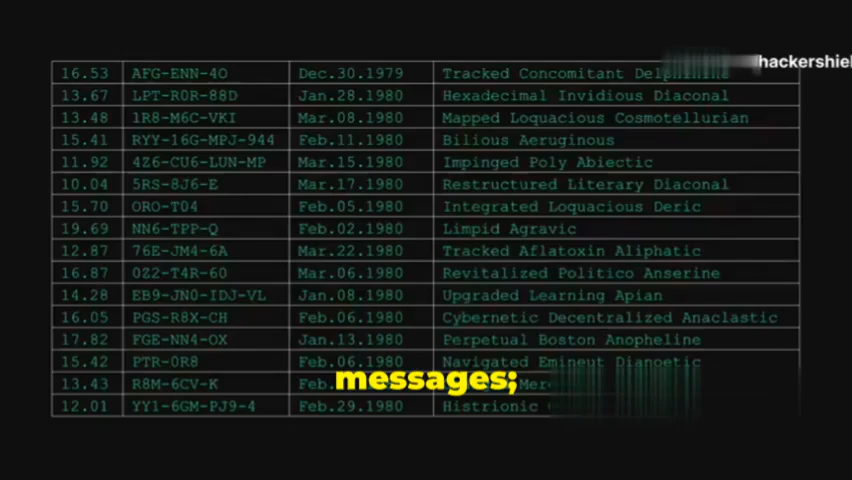 hackershiel
16.53 AFG-ENN-4O Dec.30.1979 Tracked Concomitant
13.67 LPT-R0R-88D Jan.28.1980 Hexadecimal Invidious Diaconal
13.48 1R8-M6C-VKI Mar.08.1980 Mapped Loquacious Cosmotellurian
15.41 RYY-16G-MPJ-944 Feb.11.1980 Bilious Aeruginous
11.92 4Z6-CU6-LUN-MP Mar.15.1980 Impinged Poly Abiectic
10.04 5RS-8J6-E Mar.17.1980 Restructured Literary Diaconal
15.70 ORO-T04 Feb.05.1980 Integrated Loquacious Deric
19.69 NN6-TPP-Q Feb.02.1980 Limpid Agravic
12.87 76E-JM4-6A Mar.22.1980 Tracked Aflatoxin Aliphatic
16.87 0Z2-T4R-60 Mar.06.1980 Revitalized Politico Anserine
14.28 EB9-JN0-IDJ-VL Jan.08.1980 Upgraded Learning Apian
16.05 PGS-R8X-CH Feb.06.1980 Cybernetic Decentralized Anaclastic
17.82 FGE-NN4-OX Jan.13.1980 Perpetual Boston Anopheline
15.42 PTR-0R8 Feb.06.1980 Navigated Emineut Dianoetic
13.43 R8M-6CV-K Feb.
messages;
12.01 YY1-6GM-PJ9-4 Feb.29.1980 Histrionic